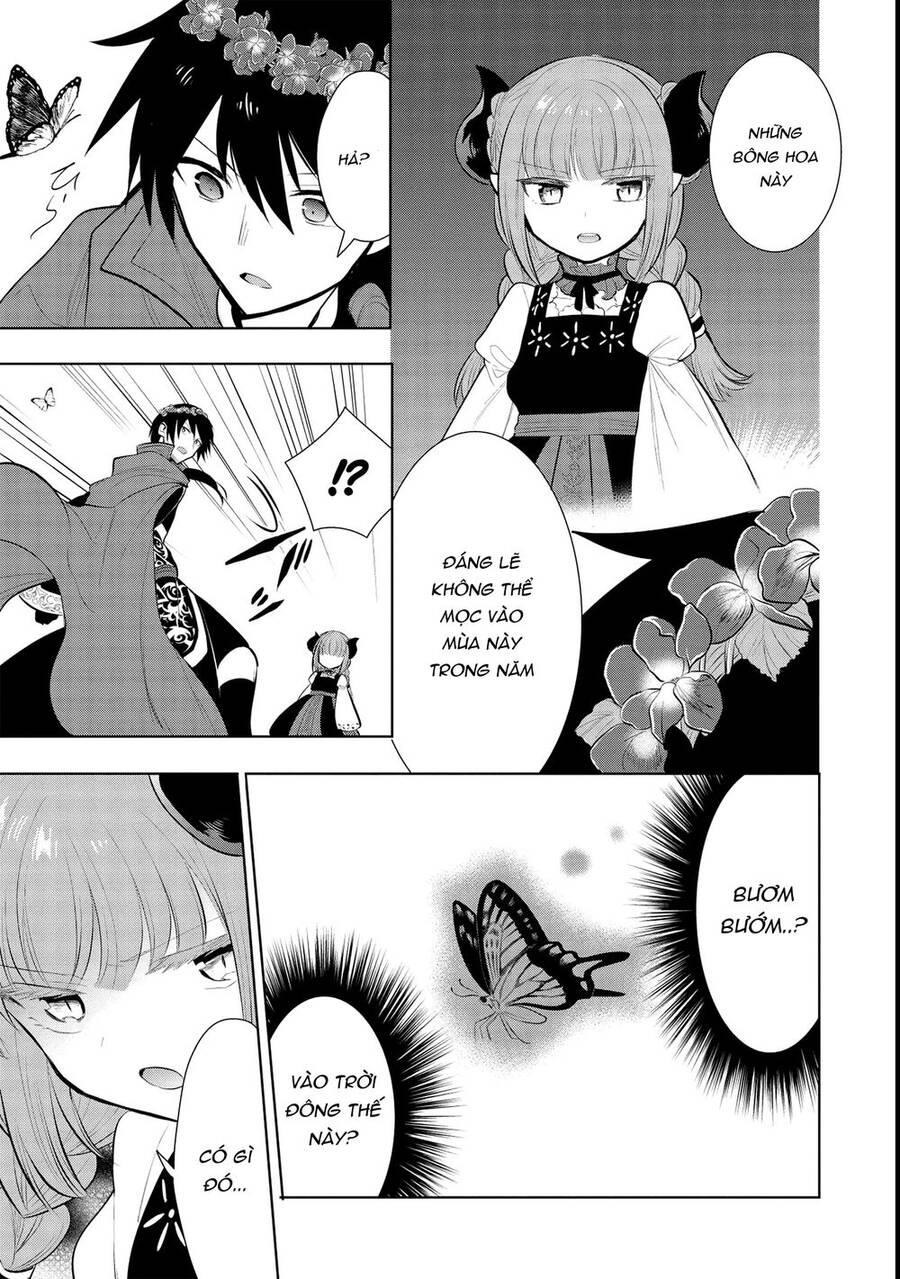 NHỮNG
BÔNG HOA
NÀY
ĐÁNG LẼ
KHÔNG THỂ
MỌC VÀO
MÙA NÀY
TRONG NĂM
HẢ?
!?
BƯƠM
BƯỚM..?
VÀO TRỜI
ĐÔNG THẾ
NÀY?
CÓ GÌ
ĐÓ...